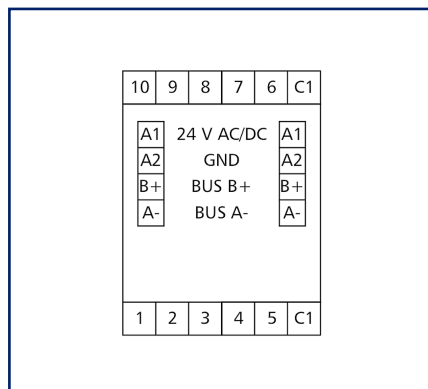 10 9 8 7 6 C1
A1 24 V AC/DC A1
A2 GND A2
B+ BUS B+ B+
A- BUS A- A-
1 2 3 4 5 C1